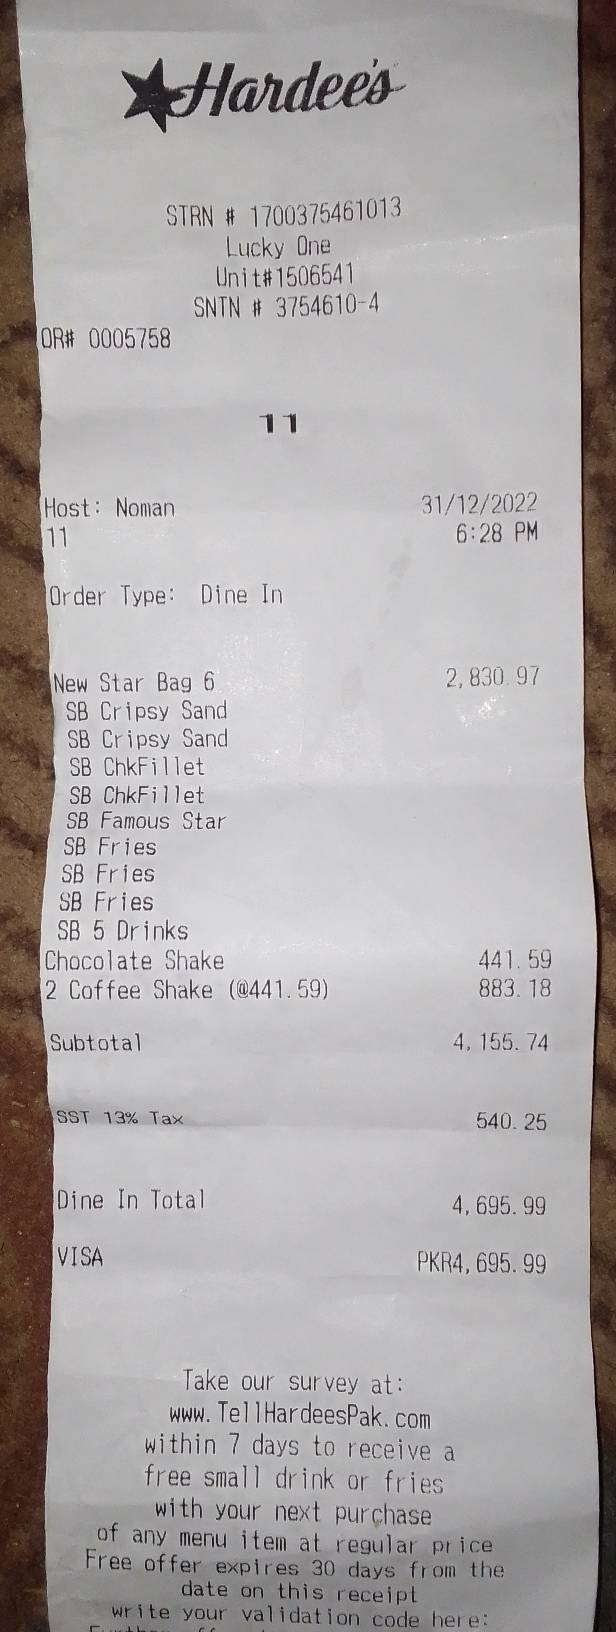 Hardee's
STRN # 1700375461013
Lucky One
Unit#1506541
SNTN # 3754610-4
OR# 0005758
11
Host: Noman 31/12/2022
11 6:28 PM
Order Type: Dine In
New Star Bag 6 2,830.97
SB Cripsy Sand
SB Cripsy Sand
SB ChkFillet
SB ChkFillet
SB Famous Star
SB Fries
SB Fries
SB Fries
SB 5 Drinks
Chocolate Shake 441.59
2 Coffee Shake (@441.59) 883.18
Subtotal 4,155.74
SST 13% Tax 540.25
Dine In Total 4,695.99
VISA PKR4,695.99
Take our survey at:
www.TellHardeesPak.com
within 7 days to receive a
free small drink or fries
with your next purchase
of any menu item at regular price
Free offer expires 30 days from the
date on this receipt
write your validation code here: